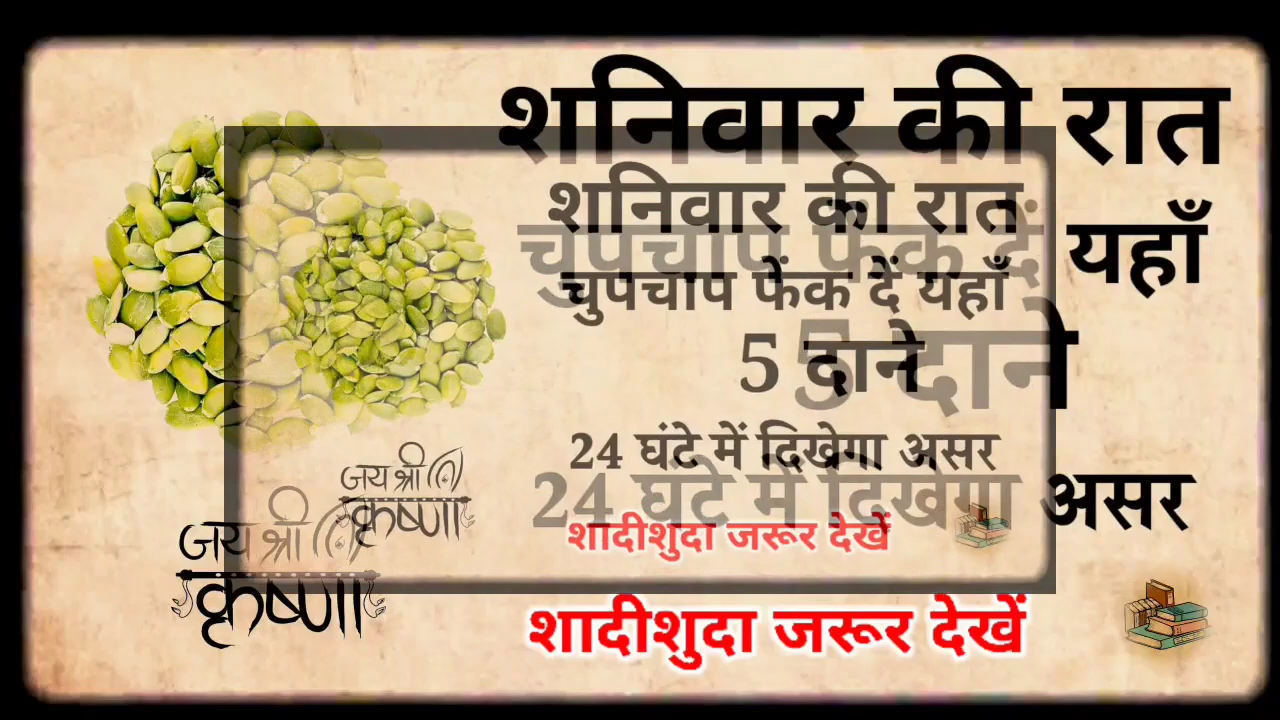 शनिवार की रात
चुपचाप फेंक दें यहाँ
5 दाने
24 घंटे में दिखेगा असर
शादीशुदा जरूर देखें
जय श्री
कृष्णा
शनिवार की रात
चुपचाप फेंक दें यहाँ
5 दाने
24 घंटे में दिखेगा असर
शादीशुदा जरूर देखें
जय श्री
कृष्णा